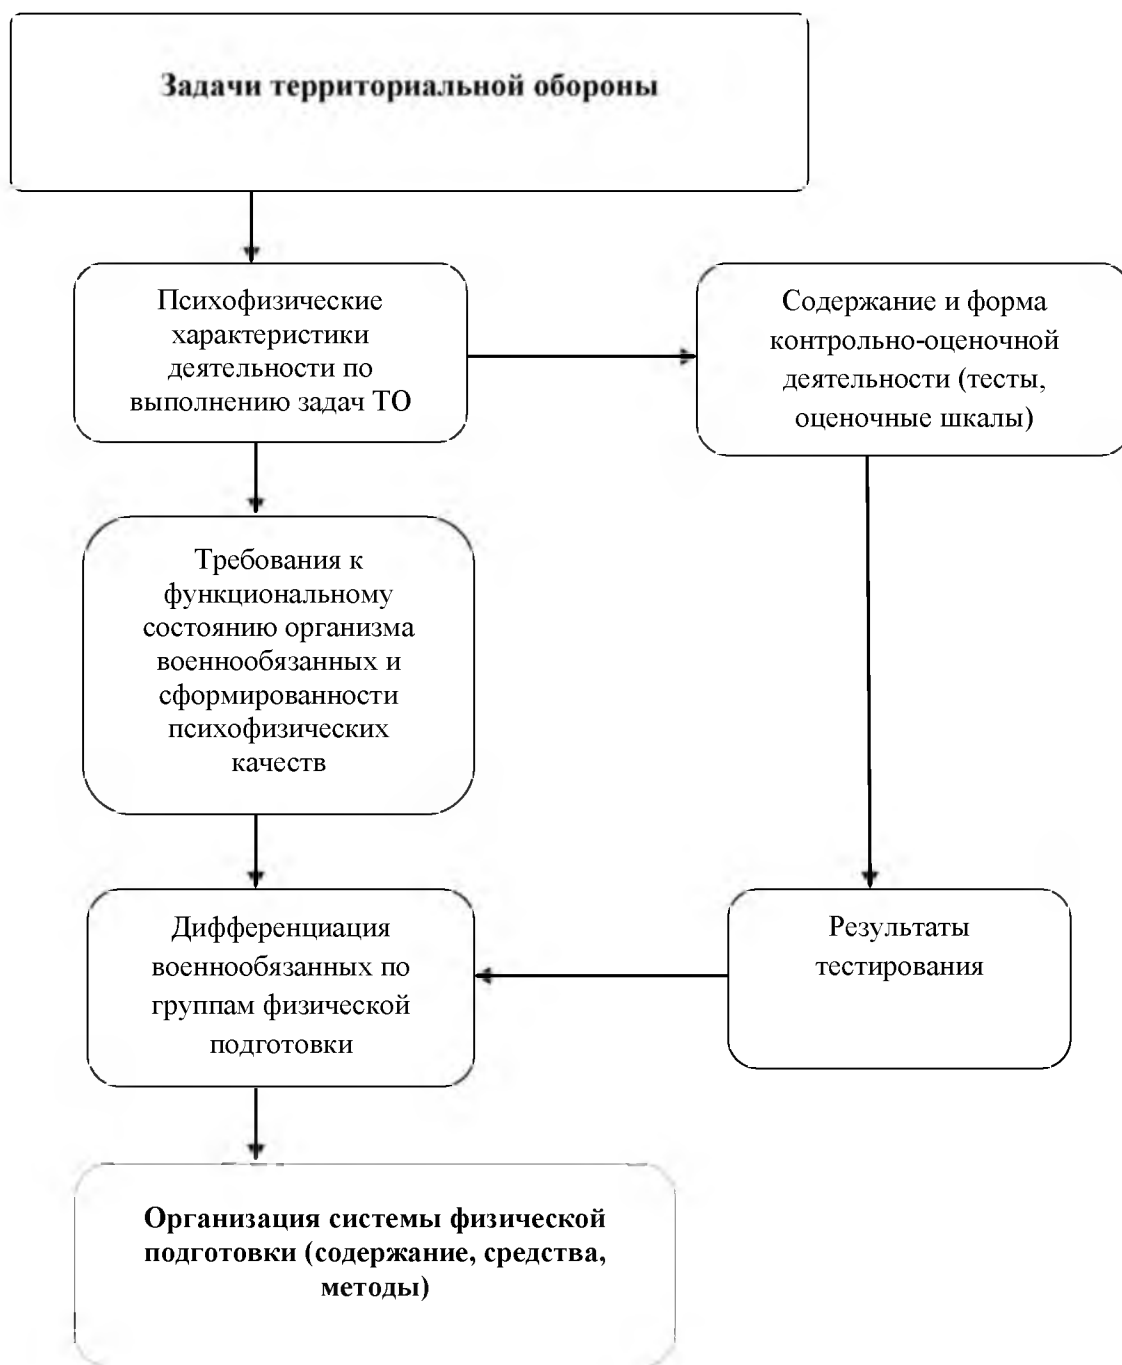 Задачи территориальной обороны
Психофизические
характеристики
деятельности по
выполнению задач ТО
Содержание и форма
контрольно-оценочной
деятельности (тесты,
оценочные шкалы)
Требования к
функциональному
состоянию организма
военнообязанных и
сформированности
психофизических
качеств
Дифференциация
военнообязанных по
группам физической
подготовки
Результаты
тестирования
Организация системы физической
подготовки (содержание, средства,
методы)